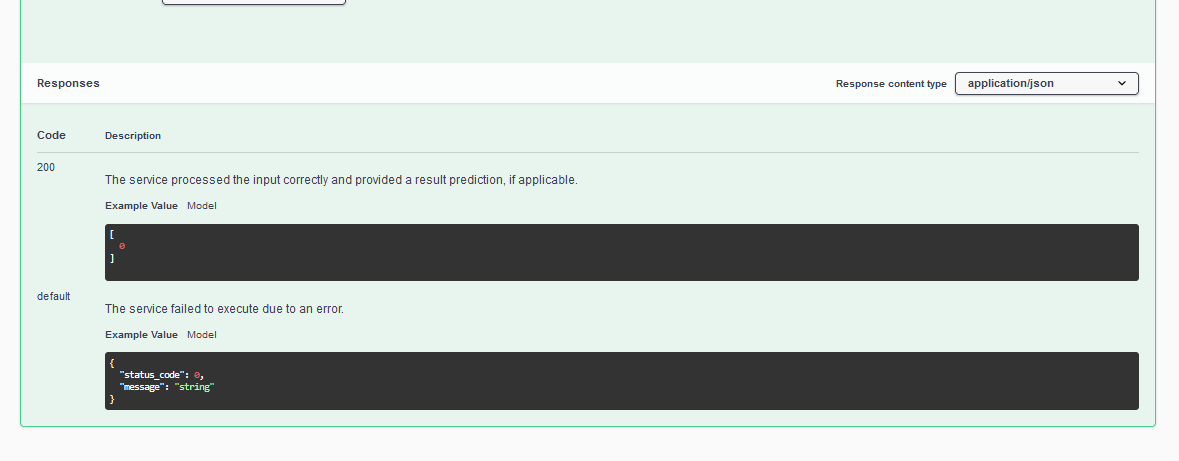 Responses
Response content type application/json
Code Description
200
The service processed the input correctly and provided a result prediction, if applicable.
Example Value Model
[
0
]
default
The service failed to execute due to an error.
Example Value Model
{
"status_code": 0,
"message": "string"
}